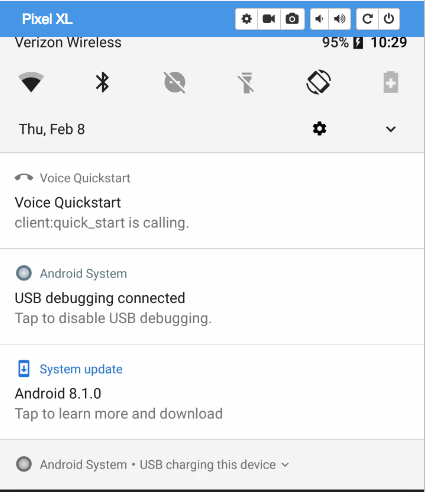 Pixel XL
Verizon Wireless 95% 10:29
Thu, Feb 8
Voice Quickstart
Voice Quickstart
client:quick_start is calling.
Android System
USB debugging connected
Tap to disable USB debugging.
System update
Android 8.1.0
Tap to learn more and download
Android System • USB charging this device